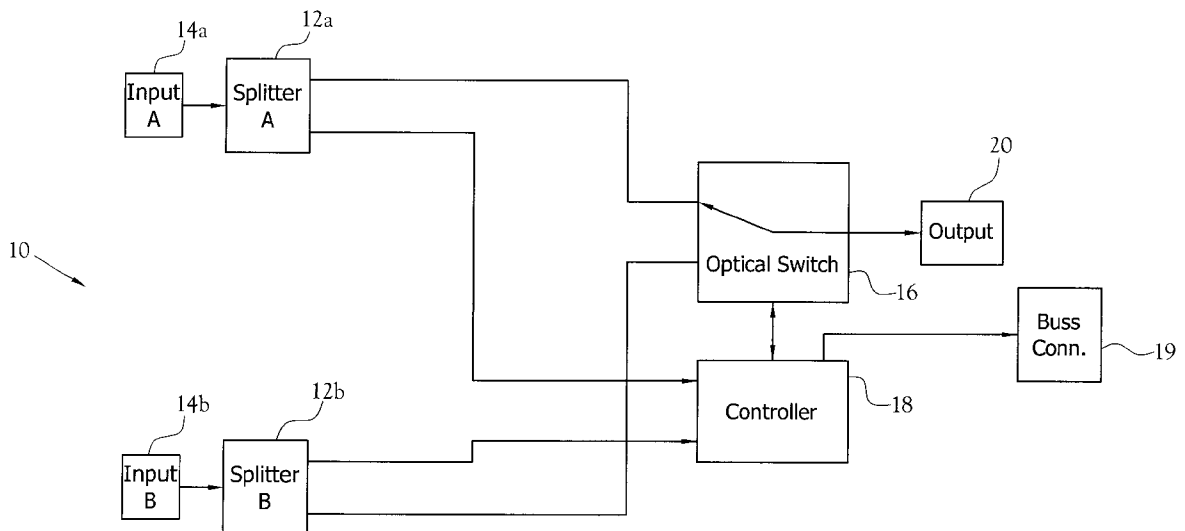 14a
12a
Input
A
Splitter
A
20
Output
10
Optical Switch
16
Buss
Conn.
19
14b
12b
Controller
18
Input
B
Splitter
B